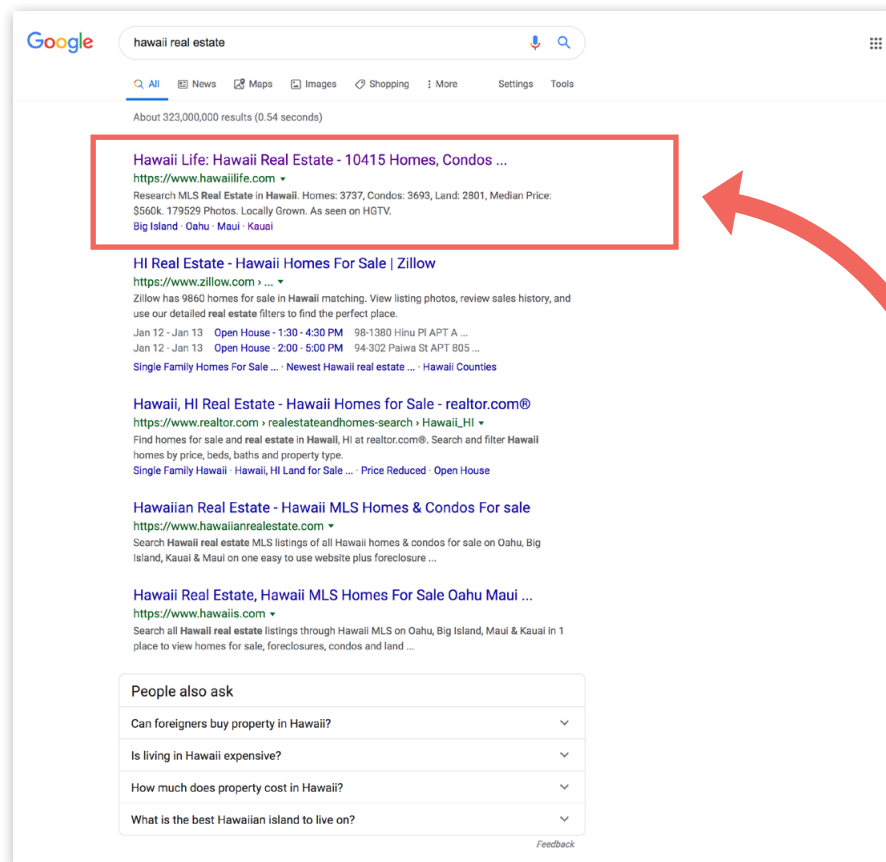 Google
hawaii real estate
All News Maps Images Shopping More Settings Tools
About 323,000,000 results (0.54 seconds)
Hawaii Life: Hawaii Real Estate - 10415 Homes, Condos ...
https://www.hawaiilife.com
Research MLS Real Estate in Hawaii. Homes: 3737, Condos: 3693, Land: 2801, Median Price:
$560k. 179529 Photos. Locally Grown. As seen on HGTV.
Big Island · Oahu · Maui · Kauai
HI Real Estate - Hawaii Homes For Sale | Zillow
https://www.zillow.com › ...
Zillow has 9860 homes for sale in Hawaii matching. View listing photos, review sales history, and
use our detailed real estate filters to find the perfect place.
Jan 12 - Jan 13 Open House - 1:30 - 4:30 PM 98-1380 Hinu Pl APT A ...
Jan 12 - Jan 13 Open House - 2:00 - 5:00 PM 94-302 Paiwa St APT 805 ...
Single Family Homes For Sale ... · Newest Hawaii real estate ... · Hawaii Counties
Hawaii, HI Real Estate - Hawaii Homes for Sale - realtor.com®
https://www.realtor.com › realestateandhomes-search › Hawaii_HI
Find homes for sale and real estate in Hawaii, HI at realtor.com®. Search and filter Hawaii
homes by price, beds, baths and property type.
Single Family Hawaii · Hawaii, HI Land for Sale ... · Price Reduced · Open House
Hawaiian Real Estate - Hawaii MLS Homes & Condos For sale
https://www.hawaiianrealestate.com
Search Hawaii real estate MLS listings of all Hawaii homes & condos for sale on Oahu, Big
Island, Kauai & Maui on one easy to use website plus foreclosure ...
Hawaii Real Estate, Hawaii MLS Homes For Sale Oahu Maui ...
https://www.hawaiis.com
Search all Hawaii real estate listings through Hawaii MLS on Oahu, Big Island, Maui & Kauai in 1
place to view homes for sale, foreclosures, condos and land ...
People also ask
Can foreigners buy property in Hawaii?
Is living in Hawaii expensive?
How much does property cost in Hawaii?
What is the best Hawaiian island to live on?
Feedback